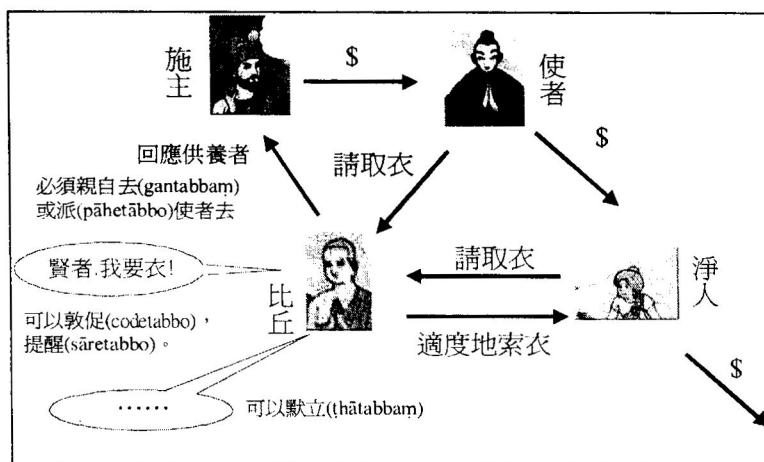 施主
$
使者
回應供養者
請取衣
$
必須親自去(gantabbaṃ)
或派(pāhetābbo)使者去
賢者.我要衣!
比丘
請取衣
淨人
可以敦促(codetabbo)，
提醒(sāretabbo)。
適度地索衣
$
······
可以默立(ṭhātabbaṃ)